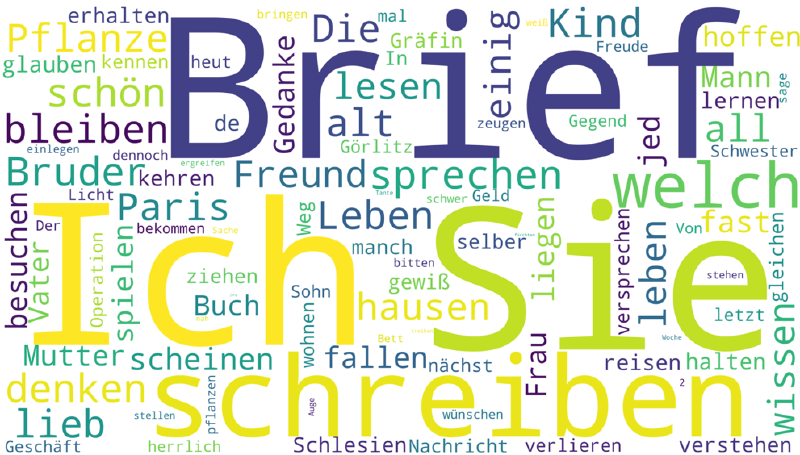 erhalten bringen Die mal Kind hoffen
Pflanze Brief Gräfin einig Freude
glauben kennen heut Gedanke In Mann
schön de lesen zeugen Gegend lernen sage
bleiben alt Görlitz jed all
einlegen dennoch ergreifen Schwester
Bruder kehren Freund sprechen welch
Licht Tante schwer Geld
besuchen Paris Weg Leben liegen versprechen Von fast
Der bekommen Sache manch selber leben gleichen
Vater Operation spielen Ich bitten Sie stehen
ziehen Sohn gewiß letzt
Buch wohnen hausen Woche wissen
Mutter scheinen Bett fallen nächst Frau reisen halten
denken pflanzen schreiben 2
lieb stellen Auge wünschen
Geschäft herrlich Schlesien Nachricht verlieren verstehen
weiß